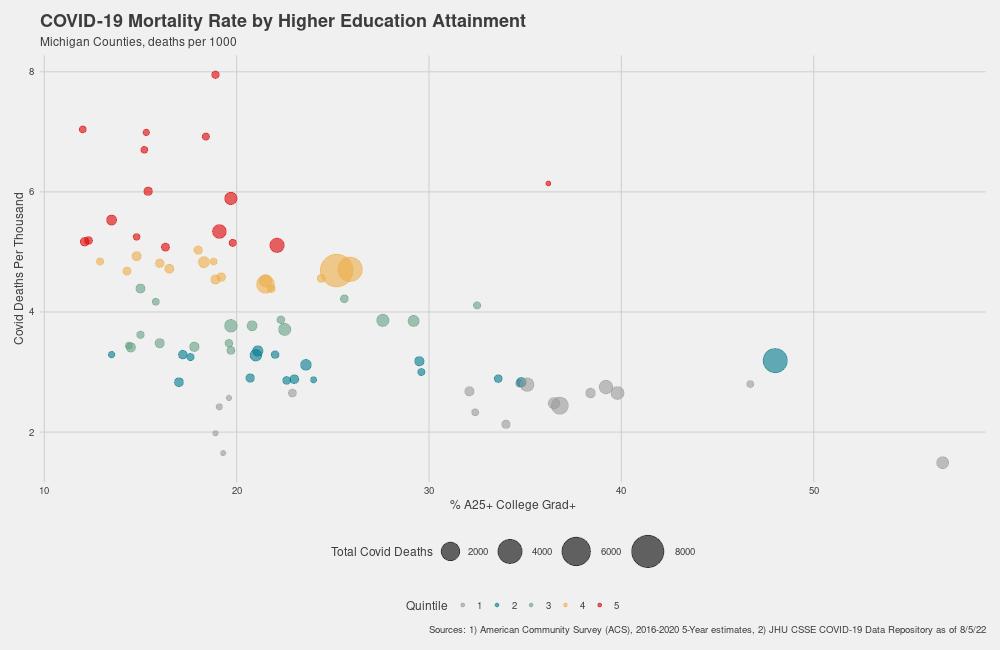 COVID-19 Mortality Rate by Higher Education Attainment
Michigan Counties, deaths per 1000
Covid Deaths Per Thousand
8
6
4
2
10 20 30 40 50
% A25+ College Grad+
Total Covid Deaths 2000 4000 6000 8000
Quintile 1 2 3 4 5
Sources: 1) American Community Survey (ACS), 2016-2020 5-Year estimates, 2) JHU CSSE COVID-19 Data Repository as of 8/5/22